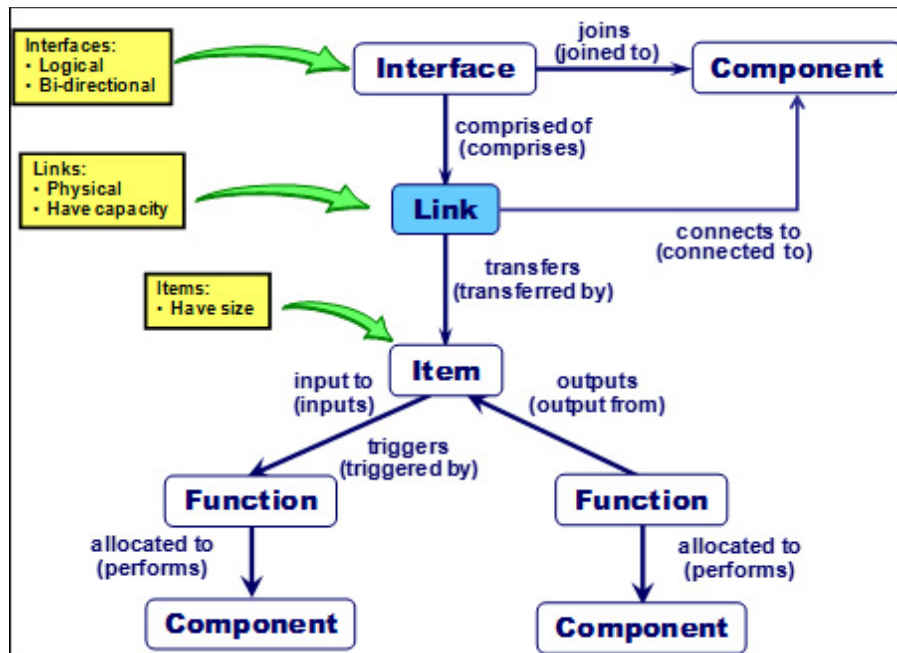 Interfaces:
• Logical
• Bi-directional
Interface
joins
(joined to)
Component
comprised of
(comprises)
Links:
• Physical
• Have capacity
Link
connects to
(connected to)
transfers
(transferred by)
Items:
• Have size
Item
input to
(inputs)
outputs
(output from)
triggers
(triggered by)
Function
Function
allocated to
(performs)
allocated to
(performs)
Component
Component